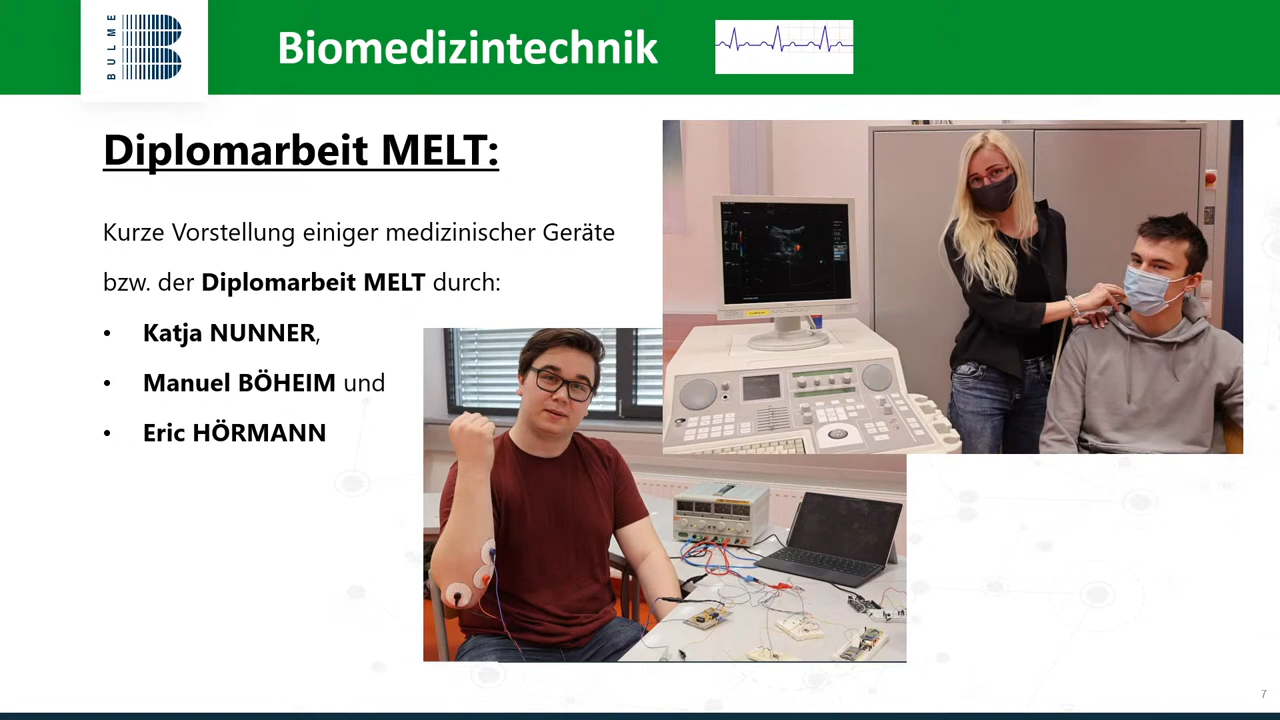 BULME
Biomedizintechnik
Diplomarbeit MELT:
Kurze Vorstellung einiger medizinischer Geräte
bzw. der Diplomarbeit MELT durch:
• Katja NUNNER,
• Manuel BÖHEIM und
• Eric HÖRMANN
7